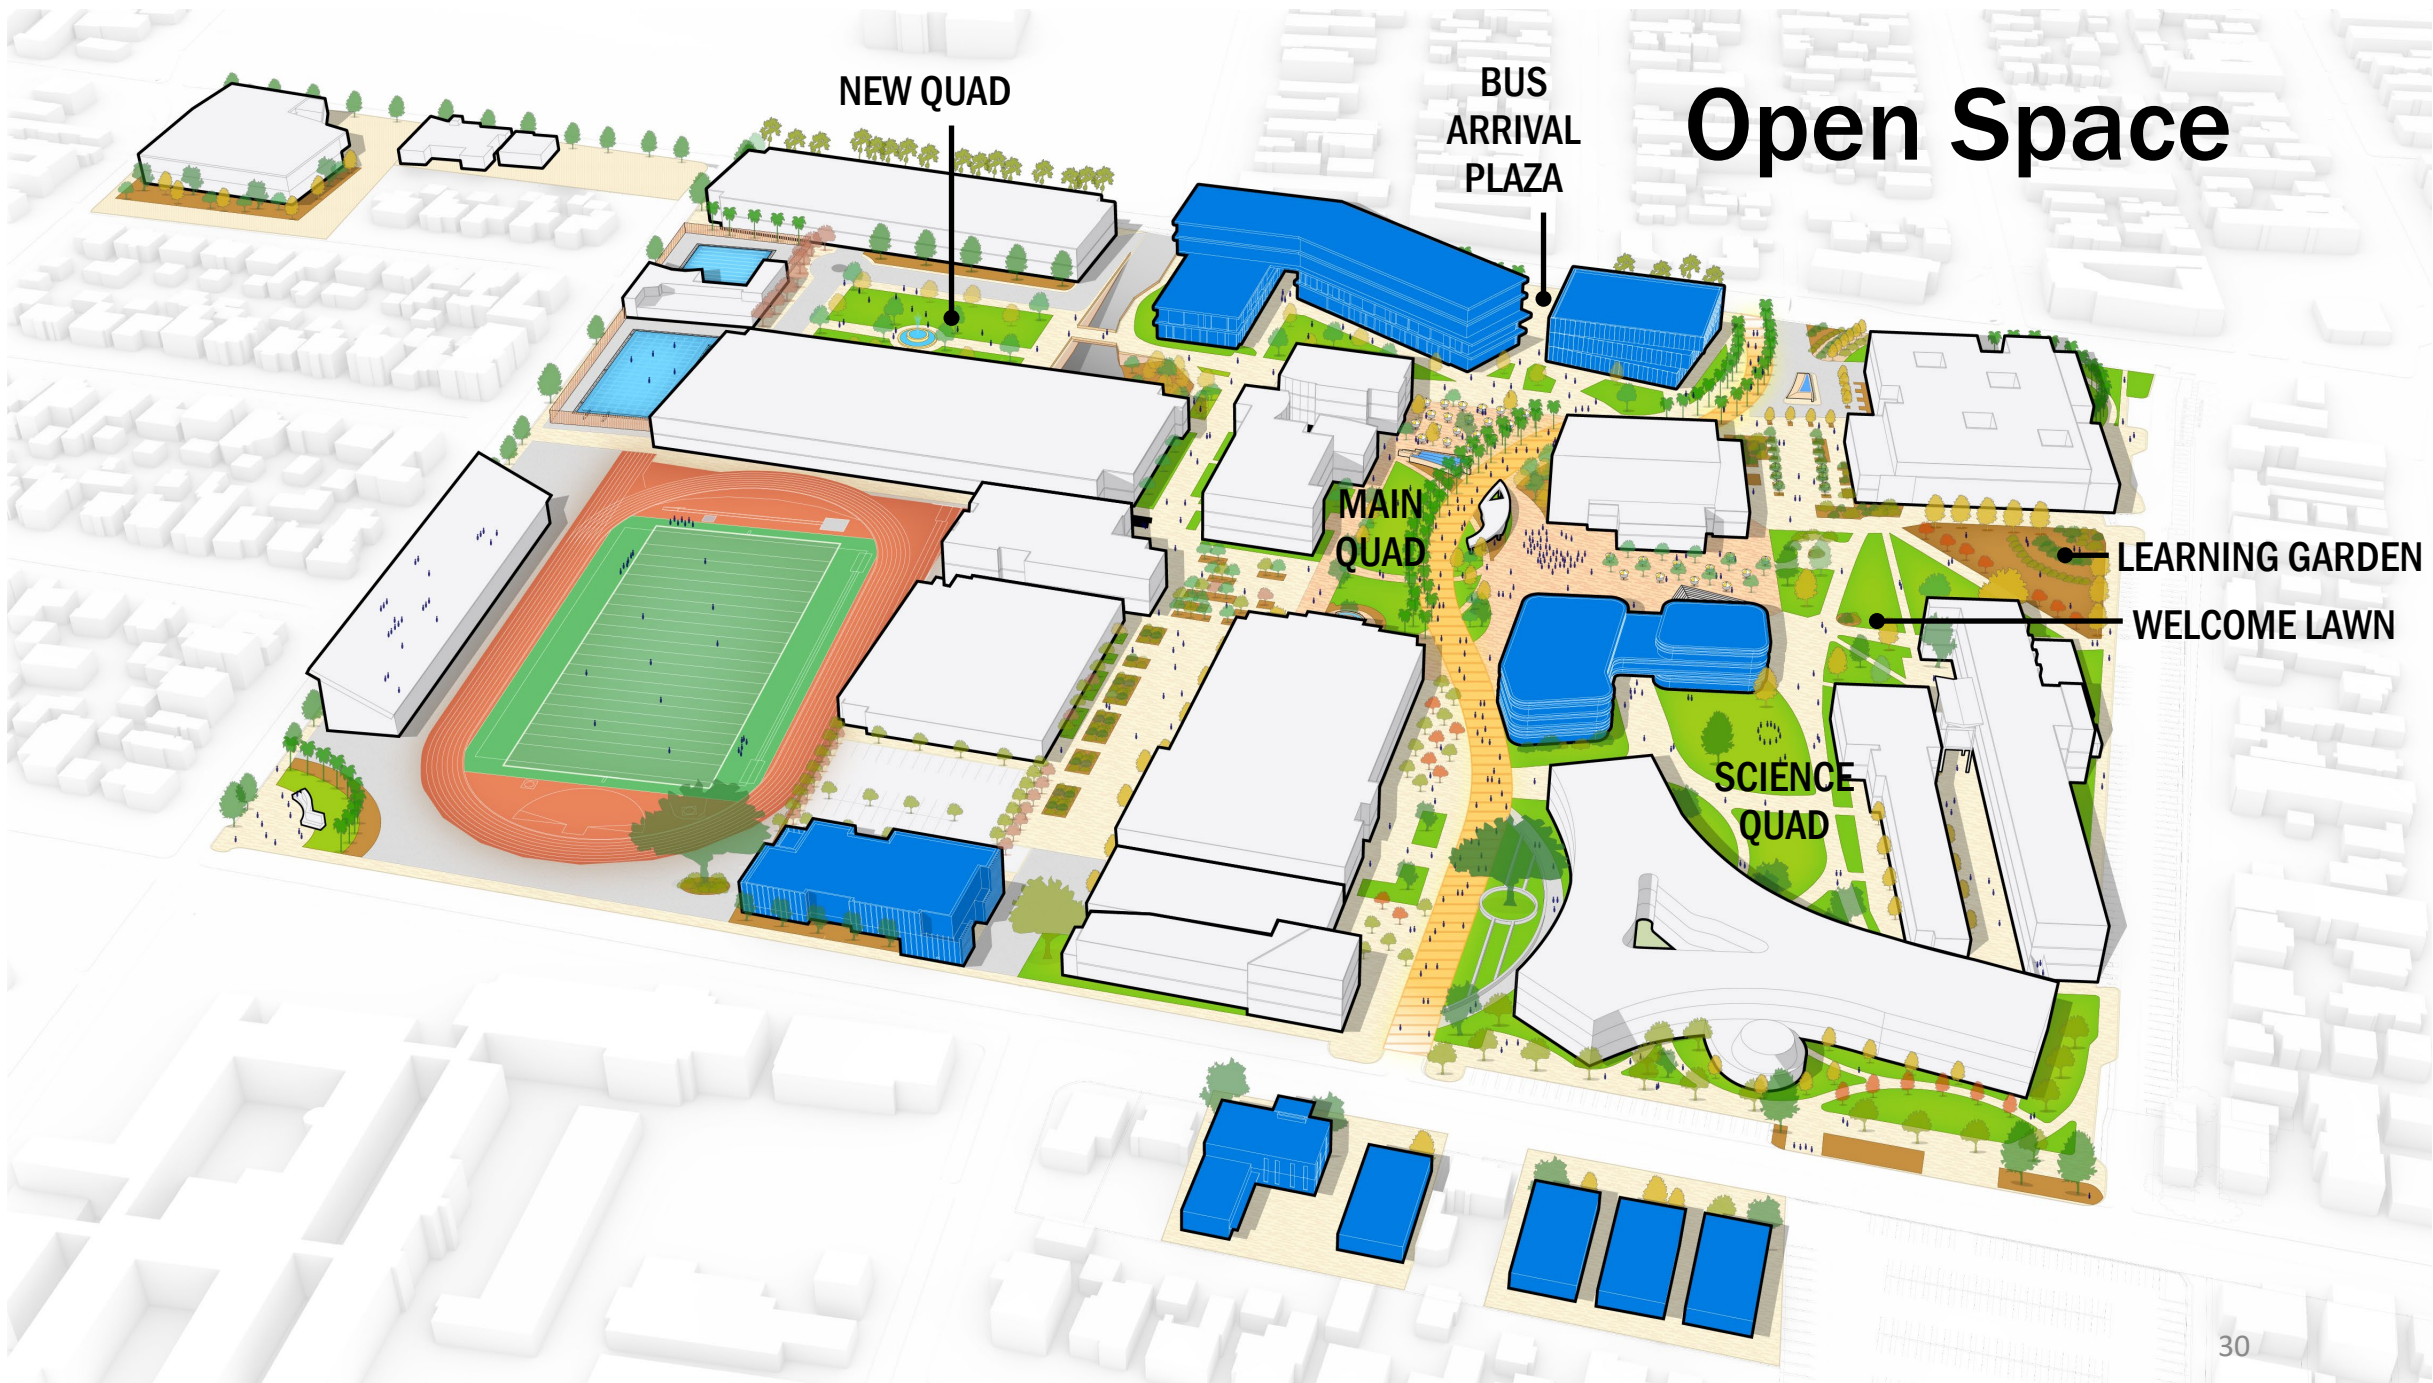 NEW QUAD
BUS
ARRIVAL
PLAZA
Open Space
MAIN
QUAD
LEARNING GARDEN
WELCOME LAWN
SCIENCE
QUAD
30